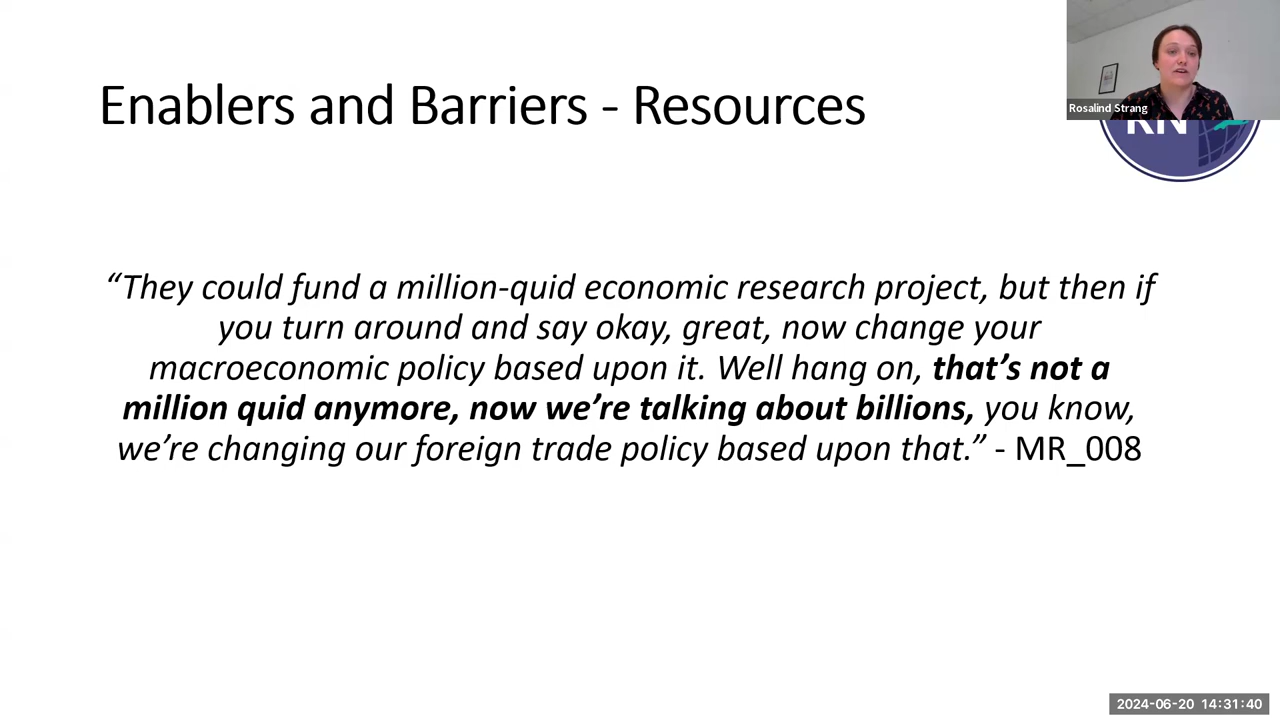 Enablers and Barriers - Resources
Rosalind Strang
RN
“They could fund a million-quid economic research project, but then if
you turn around and say okay, great, now change your
macroeconomic policy based upon it. Well hang on, that’s not a
million quid anymore, now we’re talking about billions, you know,
we’re changing our foreign trade policy based upon that.” - MR_008
2024-06-20 14:31:40